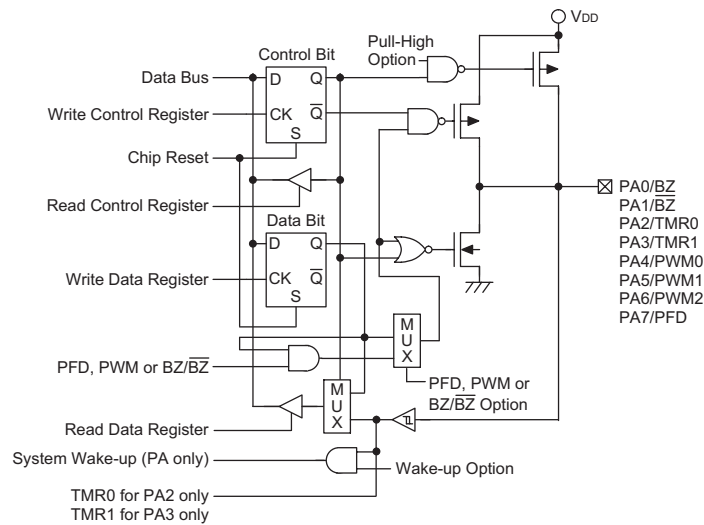 VDD
Control Bit
Pull-High
Option
Data Bus
D Q
Write Control Register
CK Q̅
S
Chip Reset
Read Control Register
Data Bit
D Q
Write Data Register
CK Q̅
S
PA0/BZ
PA1/B̅Z̅
PA2/TMR0
PA3/TMR1
PA4/PWM0
PA5/PWM1
PA6/PWM2
PA7/PFD
M
U
X
PFD, PWM or BZ/B̅Z̅
PFD, PWM or
BZ/B̅Z̅ Option
M
U
X
Read Data Register
System Wake-up (PA only)
Wake-up Option
TMR0 for PA2 only
TMR1 for PA3 only